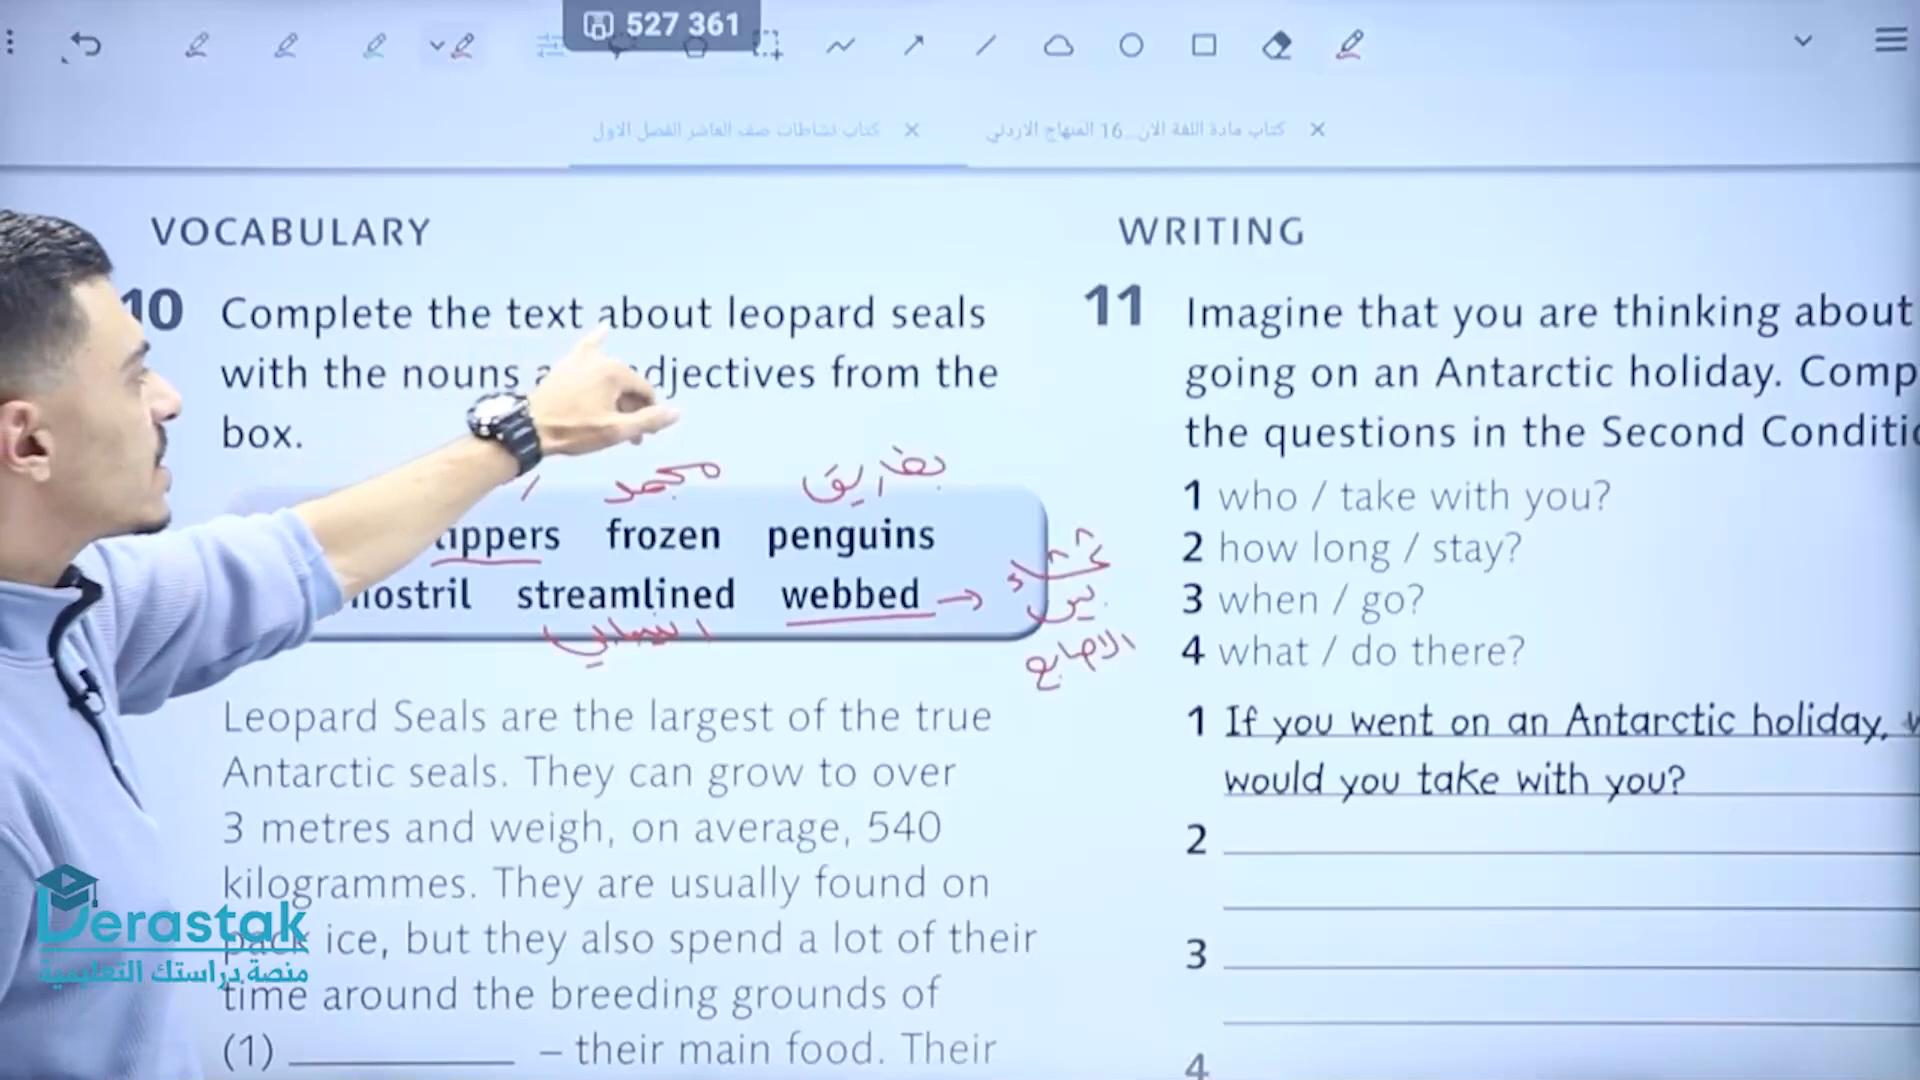 527 361
كتاب نشاطات صف العاشر الفصل الاول ×
كتاب مادة اللغة الان...16 المنهاج الاردني ×
VOCABULARY
10 Complete the text about leopard seals
with the nouns adjectives from the
box.
مجمد بطاريق
frozen penguins
nostril streamlined webbed →
انسيابي
غشاء
بين
الاصابع
Leopard Seals are the largest of the true
Antarctic seals. They can grow to over
3 metres and weigh, on average, 540
kilogrammes. They are usually found on
pack ice, but they also spend a lot of their
time around the breeding grounds of
(1) ____________ – their main food. Their
WRITING
11 Imagine that you are thinking about
going on an Antarctic holiday. Comp
the questions in the Second Conditi
1 who / take with you?
2 how long / stay?
3 when / go?
4 what / do there?
1 If you went on an Antarctic holiday,
would you take with you?
2
3
4
Derastak
منصة دراستك التعليمية